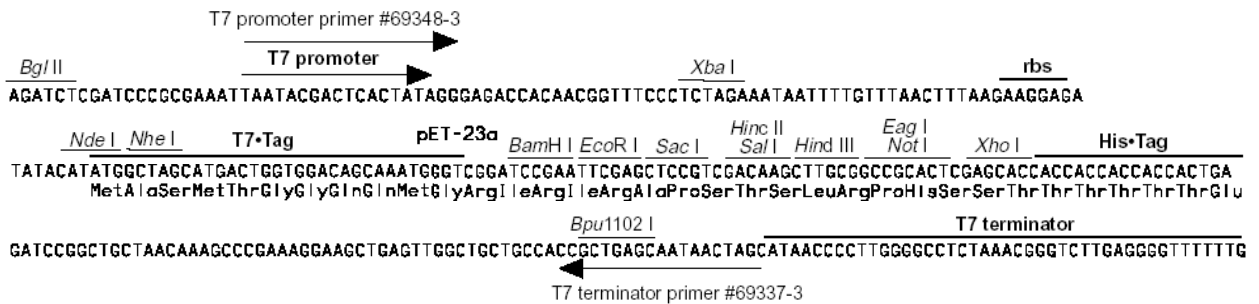 T7 promoter primer #69348-3
T7 promoter
Bgl II Xba I rbs
AGATCTCGATCCCGCGAAATTAATACGACTCACTATAGGGAGACCACAACGGTTTCCCTCTAGAAATAATTTTGTTTAACTTTAAGAAGGAGA
Hinc II Eag I
Nde I Nhe I T7•Tag pET-23a BamH I EcoR I Sac I Sal I Hind III Not I Xho I His•Tag
TATACATATGGCTAGCATGACTGGTGGACAGCAAATGGGTCGGATCCGAATTCGAGCTCCGTCGACAAGCTTGCGGCCGCACTCGAGCACCACCACCACCACCACTGA
MetAlaSerMetThrGlyGlyGlnGlnMetGlyArgIleArgIleArgAlaProSerThrSerLeuArgProHisSerSerThrThrThrThrThrThrGlu
Bpu1102 I T7 terminator
GATCCGGCTGCTAACAAAGCCCGAAAGGAAGCTGAGTTGGCTGCTGCCACCGCTGAGCAATAACTAGCATAACCCCTTGGGGCCTCTAAACGGGTCTTGAGGGGTTTTTTG
T7 terminator primer #69337-3